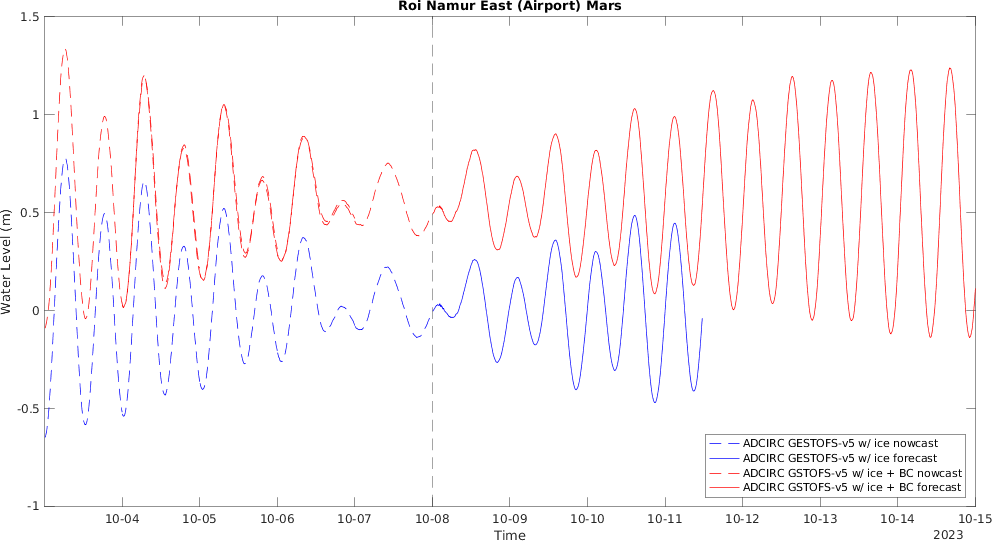 Roi Namur East (Airport) Mars
1.5
1
0.5
0
-0.5
-1
Water Level (m)
ADCIRC GESTOFS-v5 w/ ice nowcast
ADCIRC GESTOFS-v5 w/ ice forecast
ADCIRC GSTOFS-v5 w/ ice + BC nowcast
ADCIRC GSTOFS-v5 w/ ice + BC forecast
10-04 10-05 10-06 10-07 10-08 10-09 10-10 10-11 10-12 10-13 10-14 10-15
Time
2023